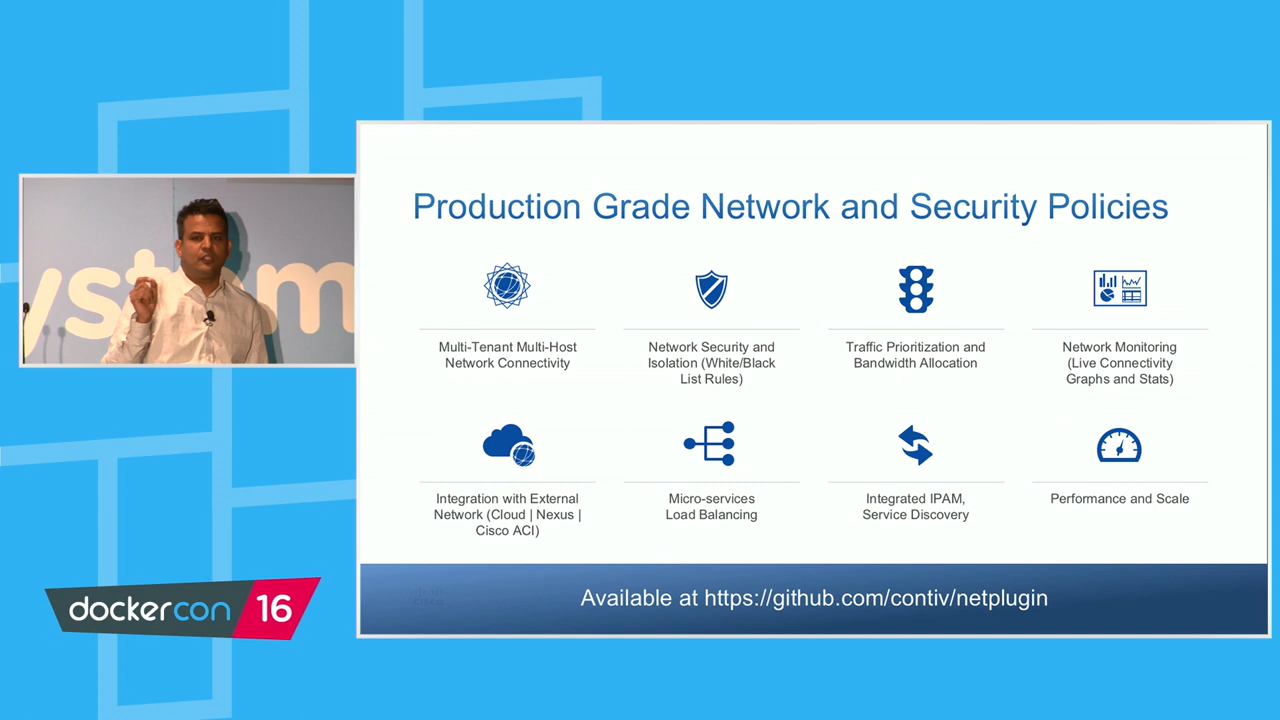 Production Grade Network and Security Policies
Multi-Tenant Multi-Host
Network Connectivity
Network Security and
Isolation (White/Black
List Rules)
Traffic Prioritization and
Bandwidth Allocation
Network Monitoring
(Live Connectivity
Graphs and Stats)
Integration with External
Network (Cloud | Nexus |
Cisco ACI)
Micro-services
Load Balancing
Integrated IPAM,
Service Discovery
Performance and Scale
Available at https://github.com/contiv/netplugin
dockercon 16